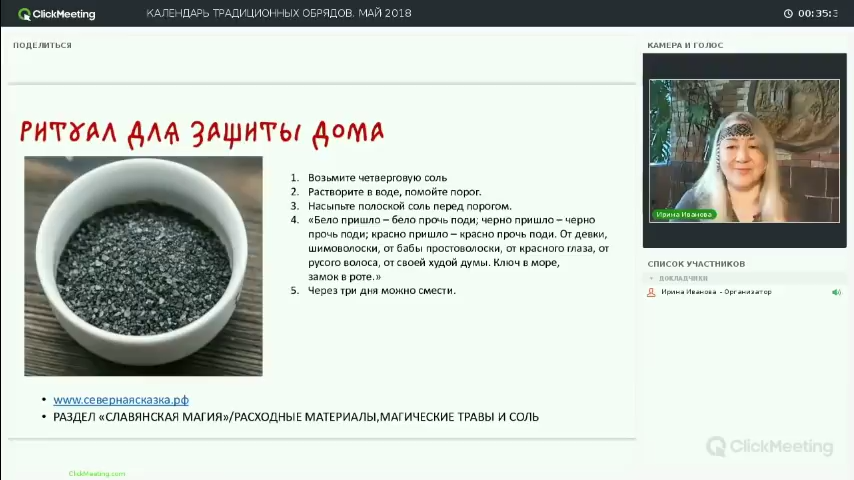 ClickMeeting
КАЛЕНДАРЬ ТРАДИЦИОННЫХ ОБРЯДОВ. МАЙ 2018
00:35:3
ПОДЕЛИТЬСЯ
КАМЕРА И ГОЛОС
РИТУАЛ ДЛЯ ЗАЩИТЫ ДОМА
1. Возьмите четверговую соль
2. Растворите в воде, помойте порог.
3. Насыпьте полоской соль перед порогом.
4. «Бело пришло – бело прочь поди; черно пришло – черно
прочь поди; красно пришло – красно прочь поди. От девки,
шимоволоски, от бабы простоволоски, от красного глаза, от
русого волоса, от своей худой думы. Ключ в море,
замок в роте.»
5. Через три дня можно смести.
• www.севернаясказка.рф
• РАЗДЕЛ «СЛАВЯНСКАЯ МАГИЯ»/РАСХОДНЫЕ МАТЕРИАЛЫ,МАГИЧЕСКИЕ ТРАВЫ И СОЛЬ
Ирина Иванова
СПИСОК УЧАСТНИКОВ
ДОКЛАДЧИКИ
Ирина Иванова - Организатор
ClickMeeting
ClickMeeting.com